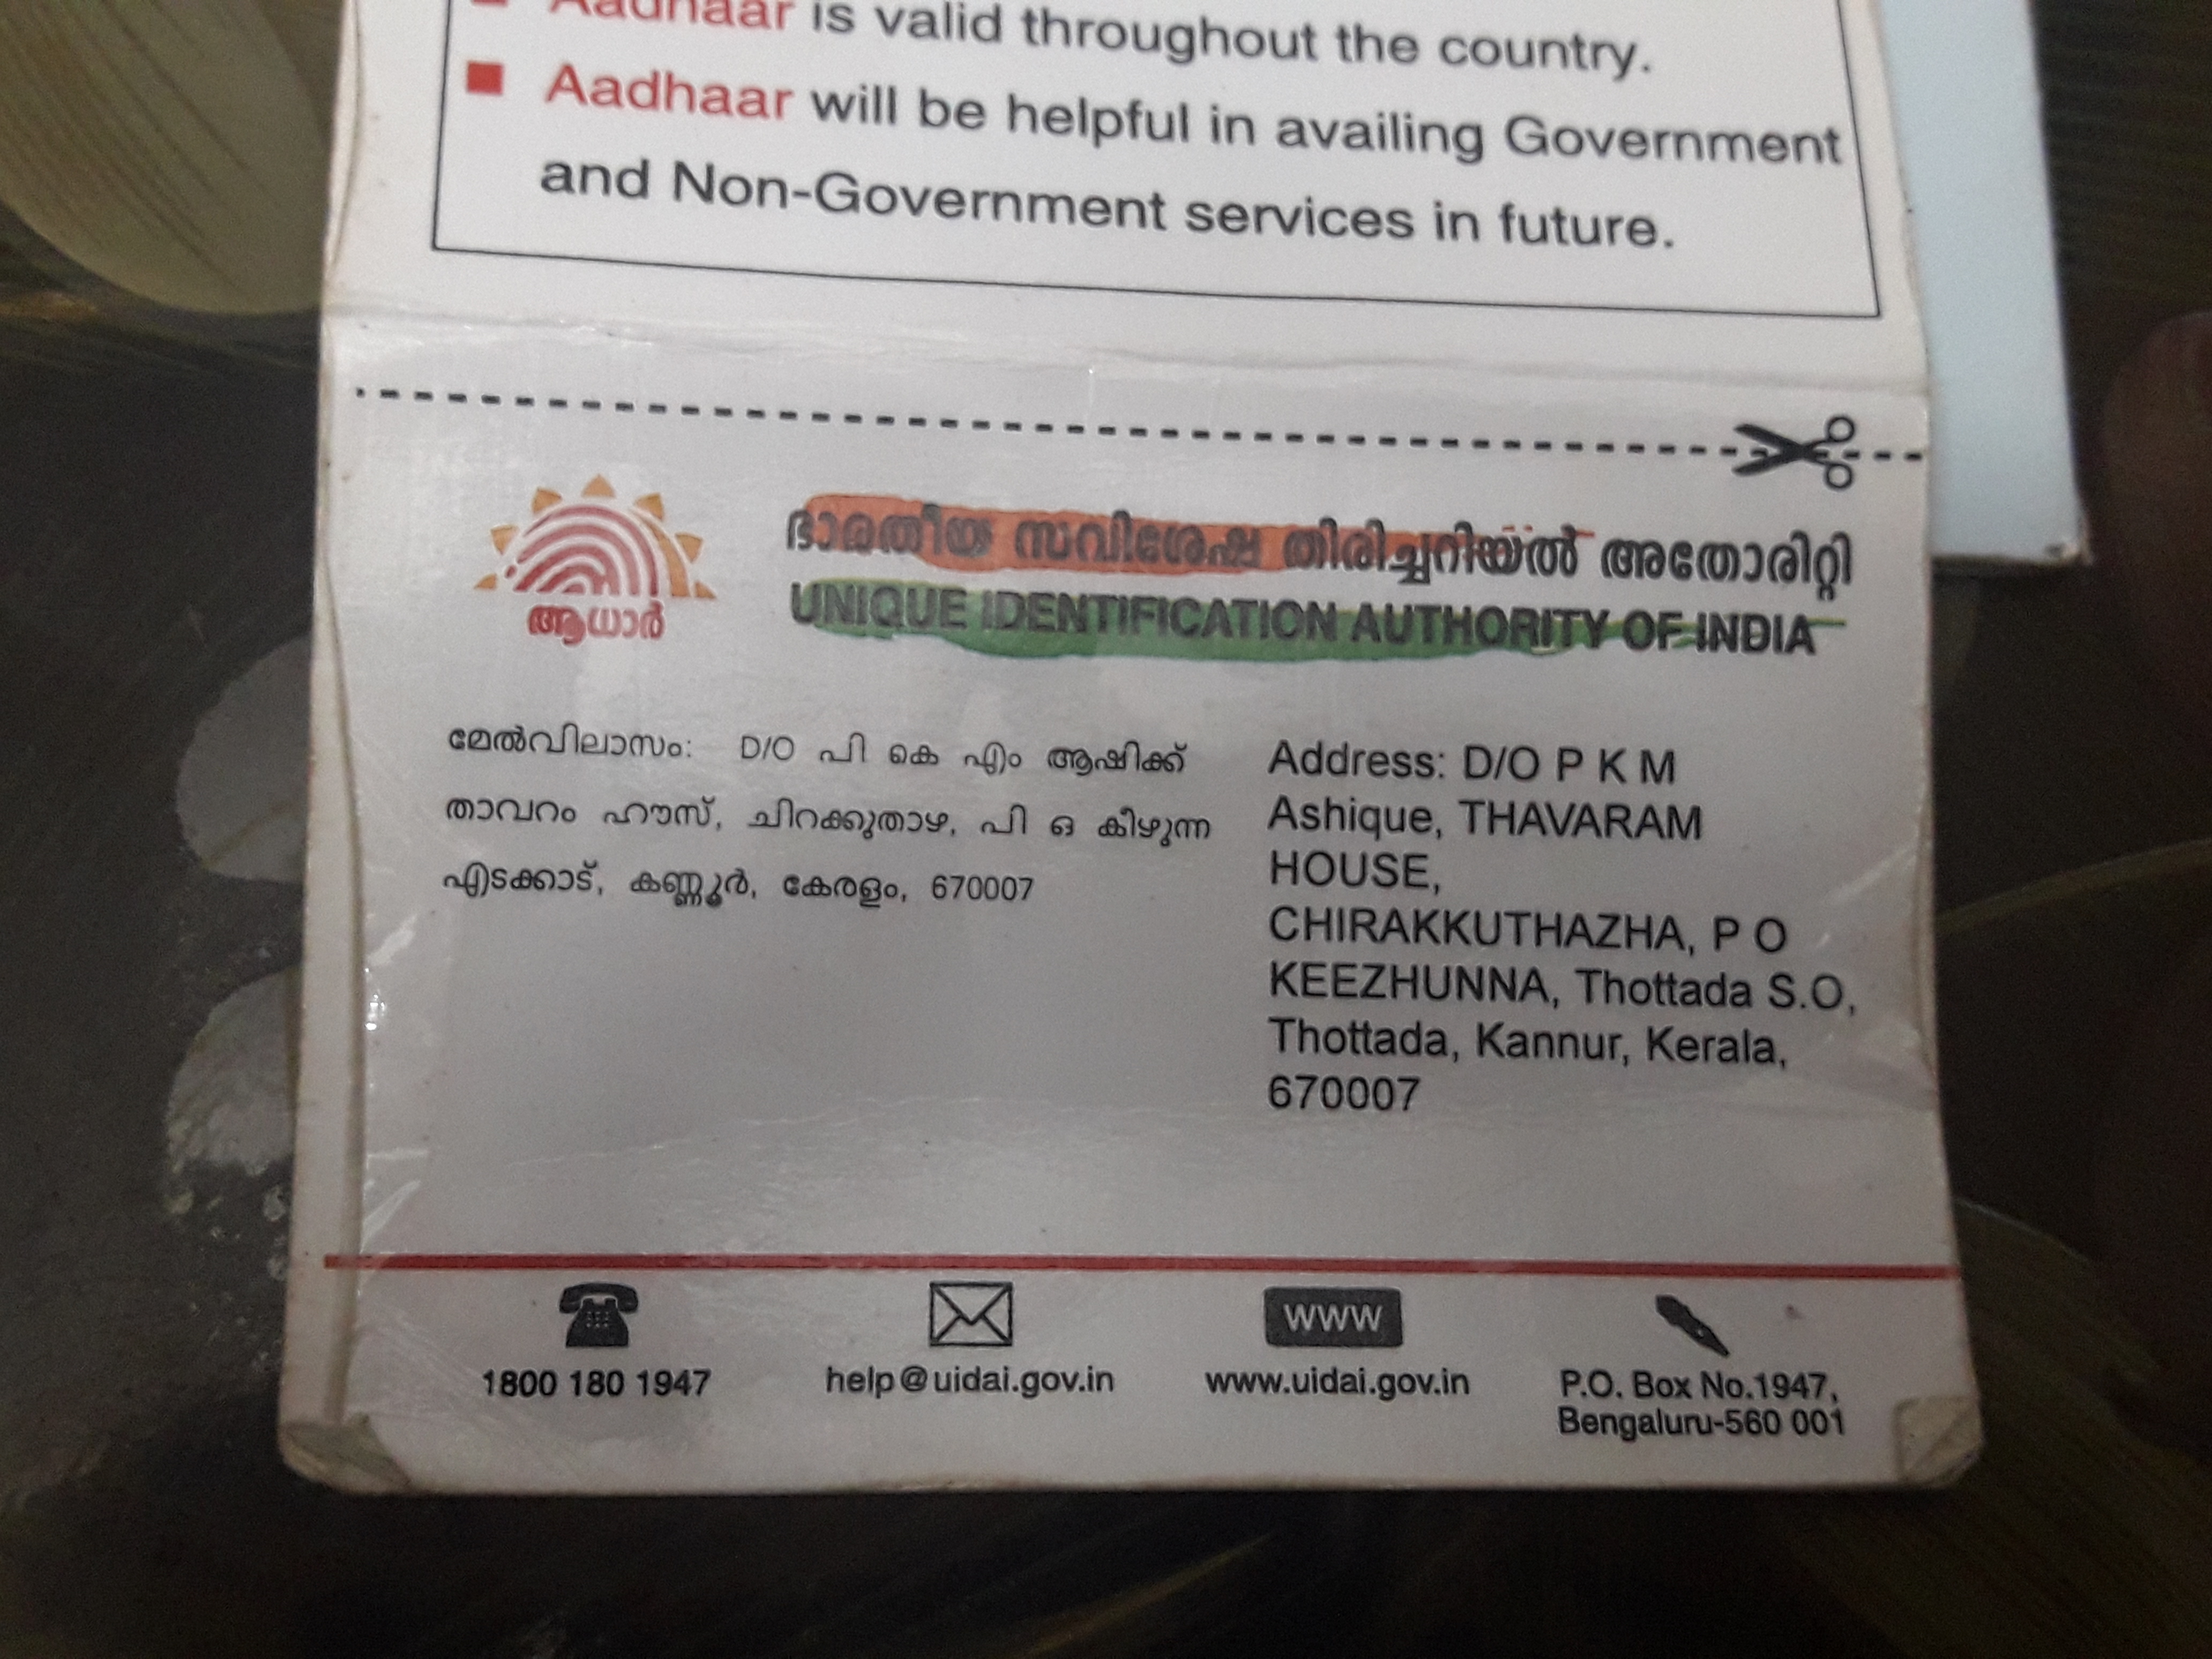 Aadhaar is valid throughout the country.
Aadhaar will be helpful in availing Government
and Non-Government services in future.
ഭാരതീയ സവിശേഷ തിരിച്ചറിയൽ അതോറിറ്റി
UNIQUE IDENTIFICATION AUTHORITY OF INDIA
ആധാർ
മേൽവിലാസം: D/O പി കെ എം ആഷിക്ക്
താവറം ഹൗസ്, ചിറക്കുതാഴ, പി ഒ കിഴുന്ന
എടക്കാട്, കണ്ണൂർ, കേരളം, 670007
Address: D/O P K M
Ashique, THAVARAM
HOUSE,
CHIRAKKUTHAZHA, P O
KEEZHUNNA, Thottada S.O,
Thottada, Kannur, Kerala,
670007
1800 180 1947
help@uidai.gov.in
WWW
www.uidai.gov.in
P.O. Box No.1947,
Bengaluru-560 001